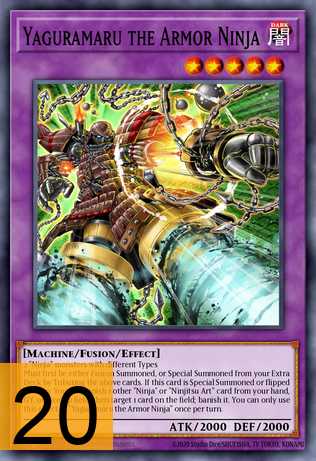 Yaguramaru the Armor Ninja
DARK
闇
[Machine/Fusion/Effect]
2 "Ninja" monsters with different Types
Must first be either Fusion Summoned, or Special Summoned from your Extra
by Tributing the above cards. If this card is Special Summoned or flipped
other "Ninja" or "Ninjitsu Art" card from your hand,
target 1 card on the field; banish it. You can only use
"Yaguramaru the Armor Ninja" once per turn.
ATK/2000 DEF/2000
©2020 Studio Dice/SHUEISHA, TV TOKYO, KONAMI
20